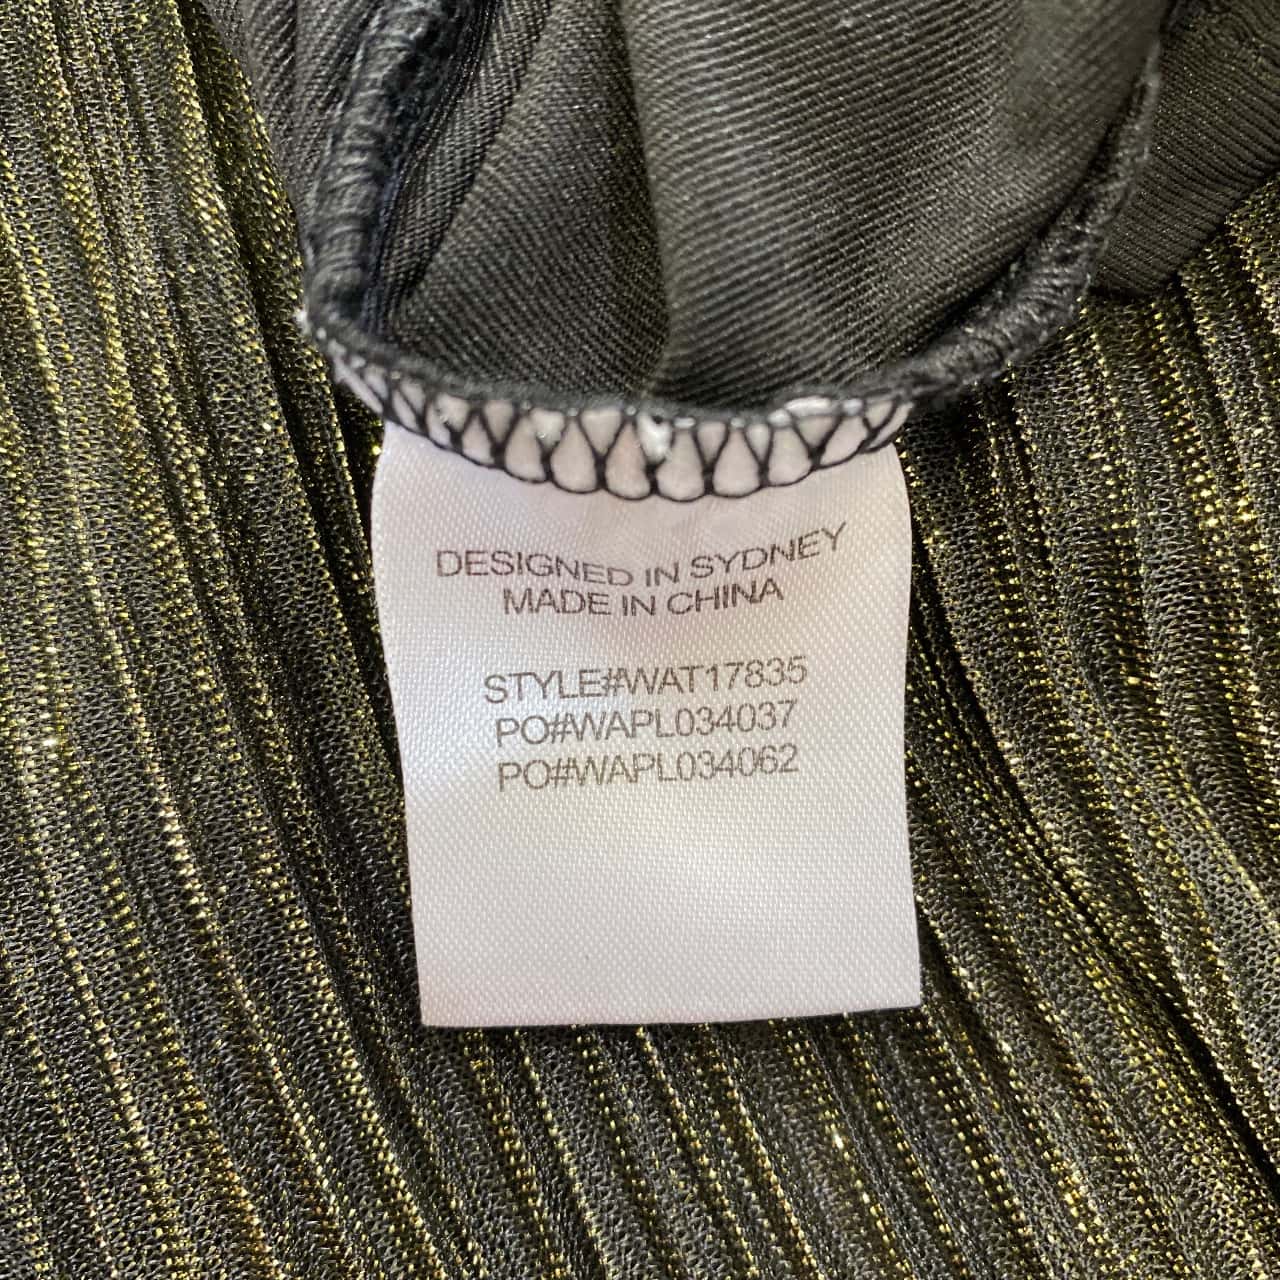 DESIGNED IN SYDNEY
MADE IN CHINA
STYLE#WAT17835
PO#WAPL034037
PO#WAPL034062